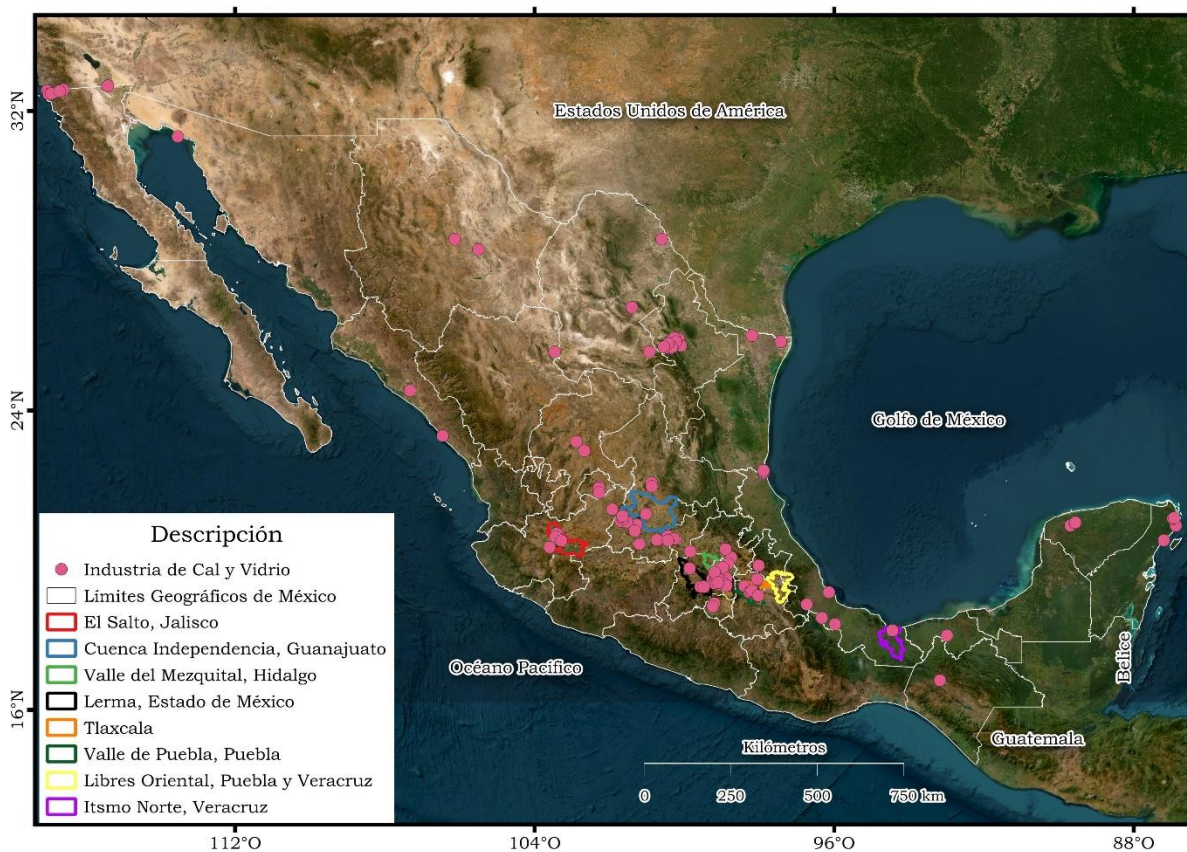 Estados Unidos de América
32°N
24°N
Golfo de México
Descripción
Industria de Cal y Vidrio
Límites Geográficos de México
El Salto, Jalisco
Cuenca Independencia, Guanajuato
Valle del Mezquital, Hidalgo
Lerma, Estado de México
Tlaxcala
Valle de Puebla, Puebla
Libres Oriental, Puebla y Veracruz
Itsmo Norte, Veracruz
Océano Pacífico
Belice
16°N
Guatemala
Kilómetros
0 250 500 750 km
112°O 104°O 96°O 88°O